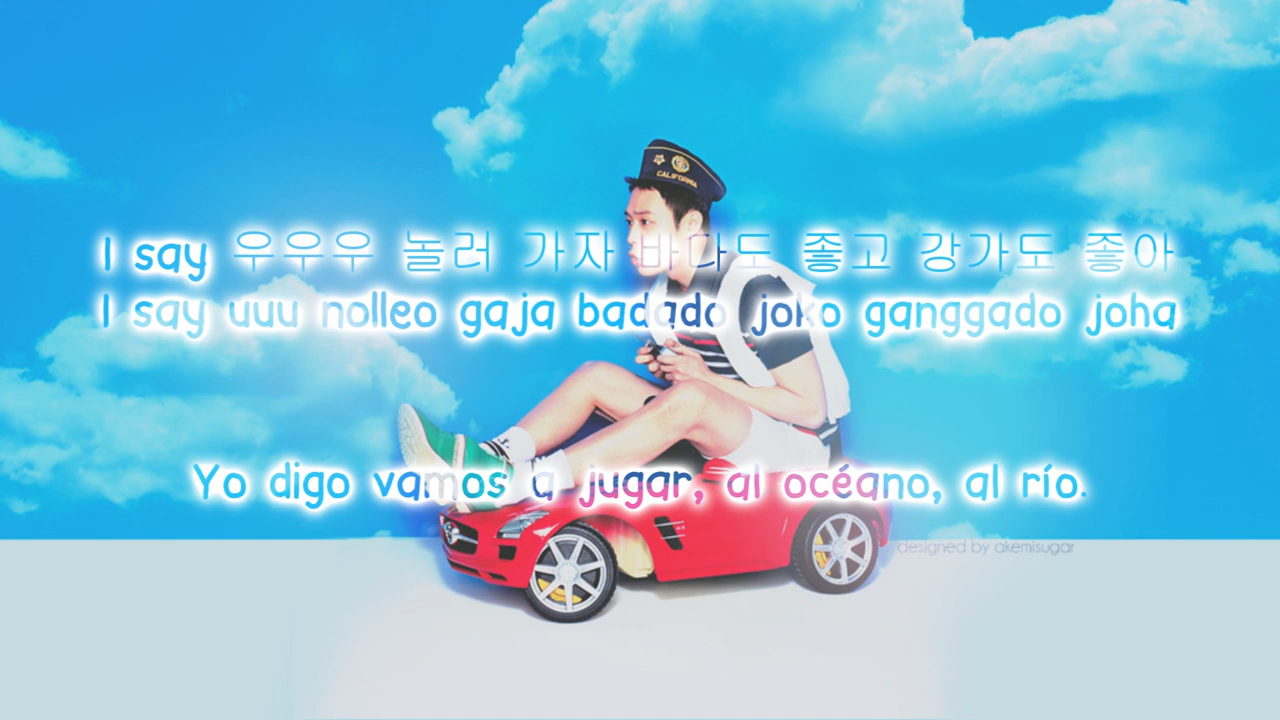 CALIFORNIA
I say 우우우 놀러 가자 바다도 좋고 강가도 좋아
I say uuu nolleo gaja badado joko ganggado joha
Yo digo vamos a jugar, al océano, al río.
designed by akemisugar